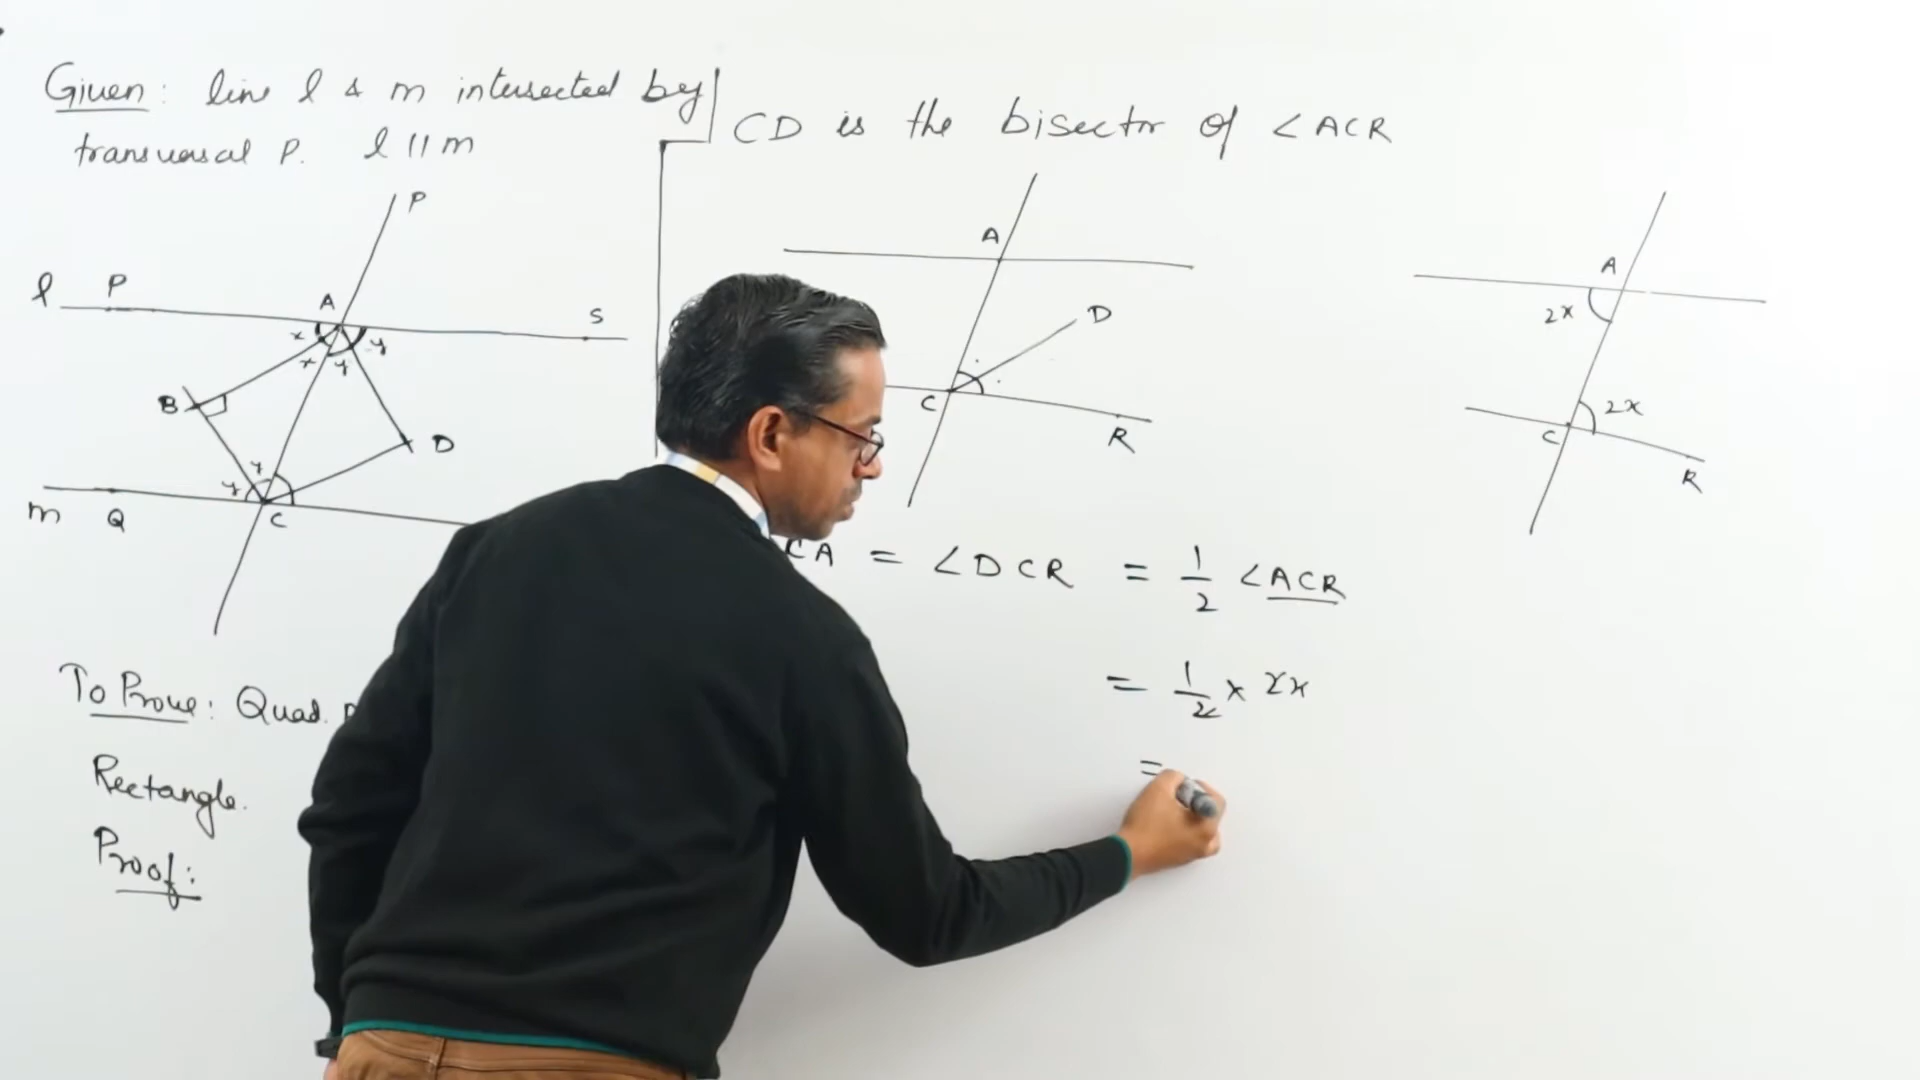 Given: line l & m intersected by
transversal P. l || m
P
l P A S
x x y y
B D
y y
m Q C
To Prove: Quad.
Rectangle.
Proof:
CD is the bisector of ∠ACR
A
D
C R
A
2x
2x
C R
CA = ∠DCR = 1/2 ∠ACR
= 1/2 x 2x
=